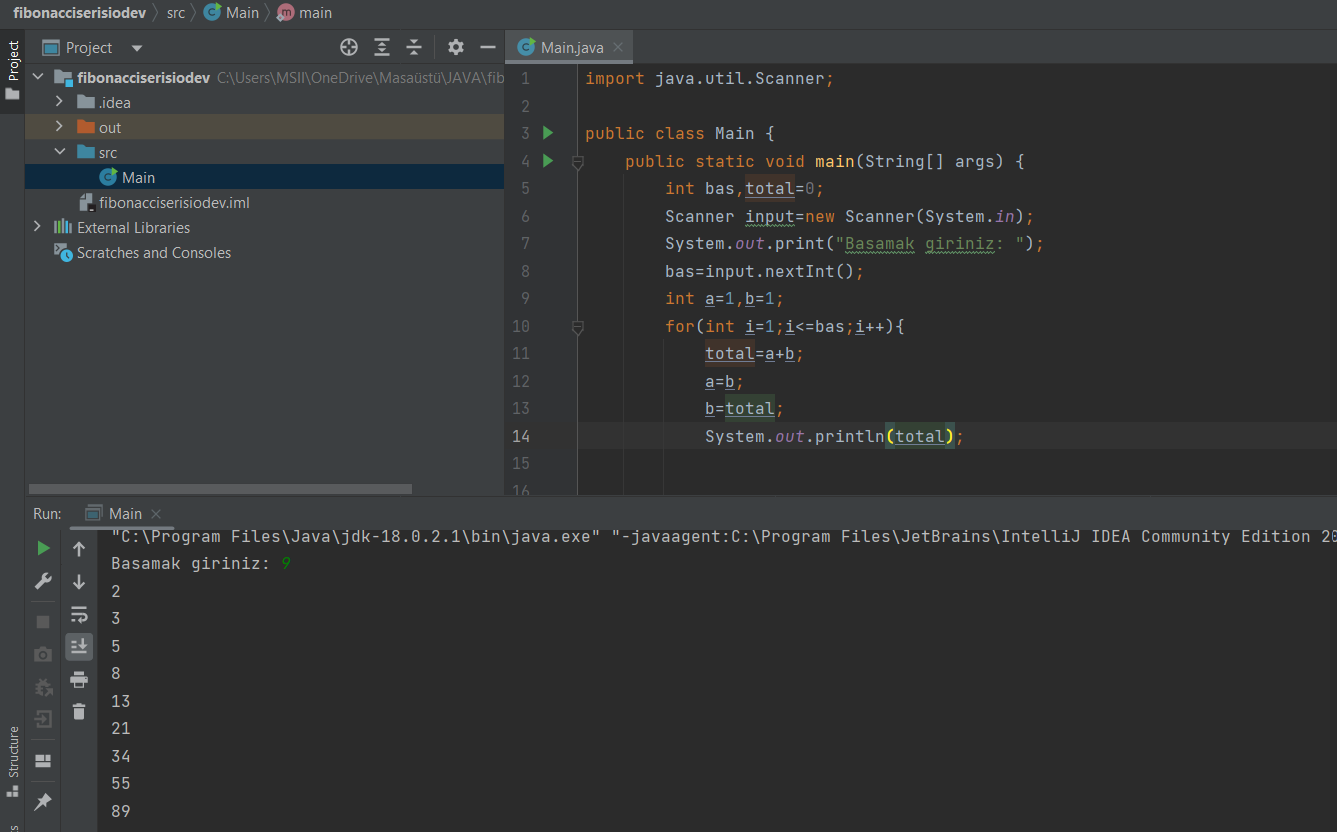 fibonacciserisiodev src Main main
Project
Project
fibonacciserisiodev C:\Users\MSII\OneDrive\Masaüstü\JAVA\fib
.idea
out
src
Main
fibonacciserisiodev.iml
External Libraries
Scratches and Consoles
Main.java
1 import java.util.Scanner;
2
3 public class Main {
4 public static void main(String[] args) {
5 int bas,total=0;
6 Scanner input=new Scanner(System.in);
7 System.out.print("Basamak giriniz: ");
8 bas=input.nextInt();
9 int a=1,b=1;
10 for(int i=1;i<=bas;i++){
11 total=a+b;
12 a=b;
13 b=total;
14 System.out.println(total);
15
16
Run: Main
"C:\Program Files\Java\jdk-18.0.2.1\bin\java.exe" "-javaagent:C:\Program Files\JetBrains\IntelliJ IDEA Community Edition 20
Basamak giriniz: 9
2
3
5
8
13
21
34
55
89
Structure